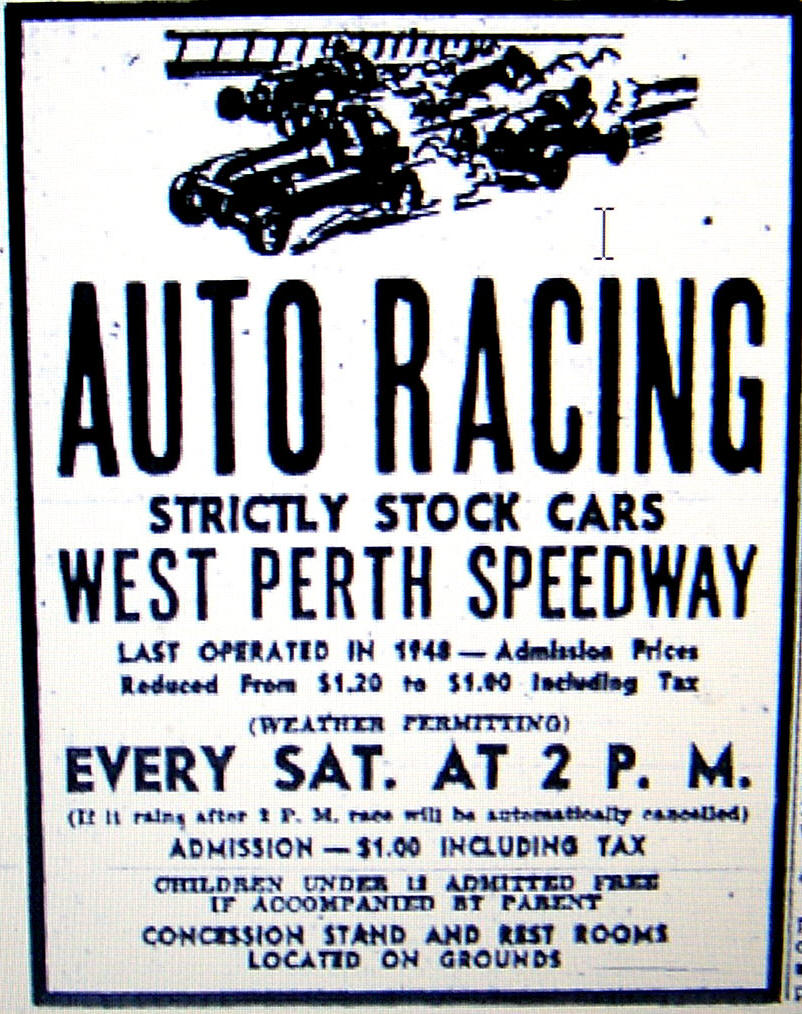 AUTO RACING
STRICTLY STOCK CARS
WEST PERTH SPEEDWAY
LAST OPERATED IN 1948 — Admission Prices
Reduced From $1.20 to $1.00 Including Tax
(WEATHER PERMITTING)
EVERY SAT. AT 2 P. M.
(If it rains after 2 P. M. race will be automatically cancelled)
ADMISSION — $1.00 INCLUDING TAX
CHILDREN UNDER ADMITTED FREE
IF ACCOMPANIED BY PARENT
CONCESSION STAND AND REST ROOMS
LOCATED ON GROUNDS